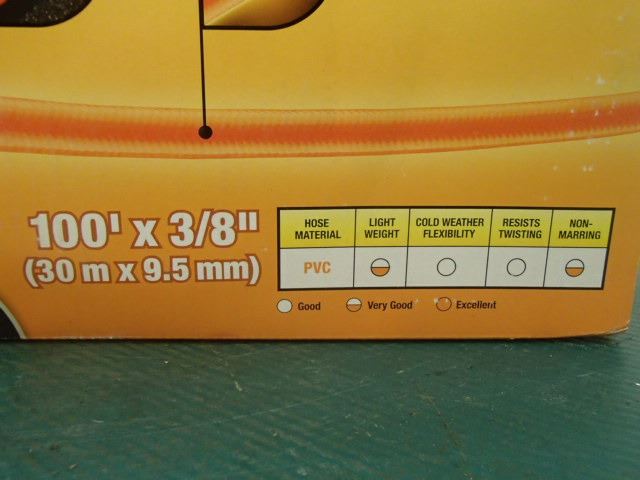 100' x 3/8"
(30 m x 9.5 mm)
HOSE MATERIAL
LIGHT WEIGHT
COLD WEATHER FLEXIBILITY
RESISTS TWISTING
NON-MARRING
PVC
Good
Very Good
Excellent